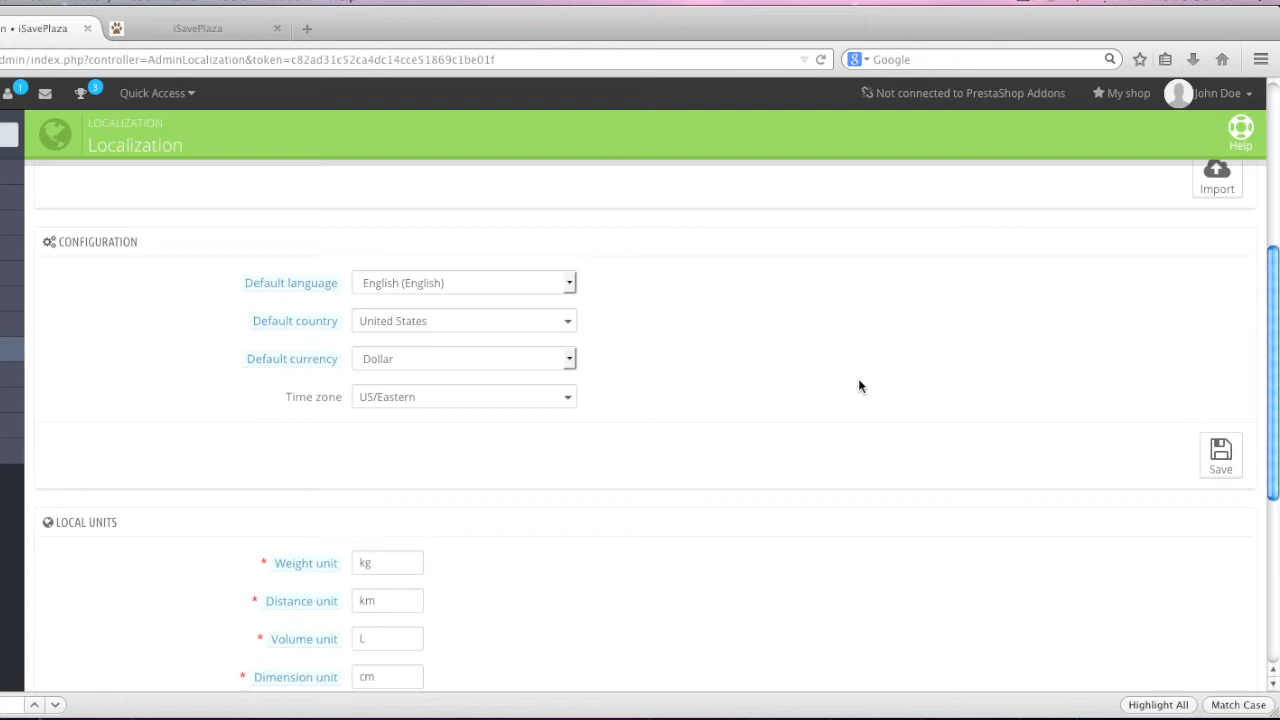 n • iSavePlaza
iSavePlaza
dmin/index.php?controller=AdminLocalization&token=c82ad31c52ca4dc14cce51869c1be01f
Google
1
3
Quick Access
Not connected to PrestaShop Addons
My shop
John Doe
LOCALIZATION
Localization
Help
Import
CONFIGURATION
Default language
English (English)
Default country
United States
Default currency
Dollar
Time zone
US/Eastern
Save
LOCAL UNITS
* Weight unit
kg
* Distance unit
km
* Volume unit
L
* Dimension unit
cm
Highlight All
Match Case